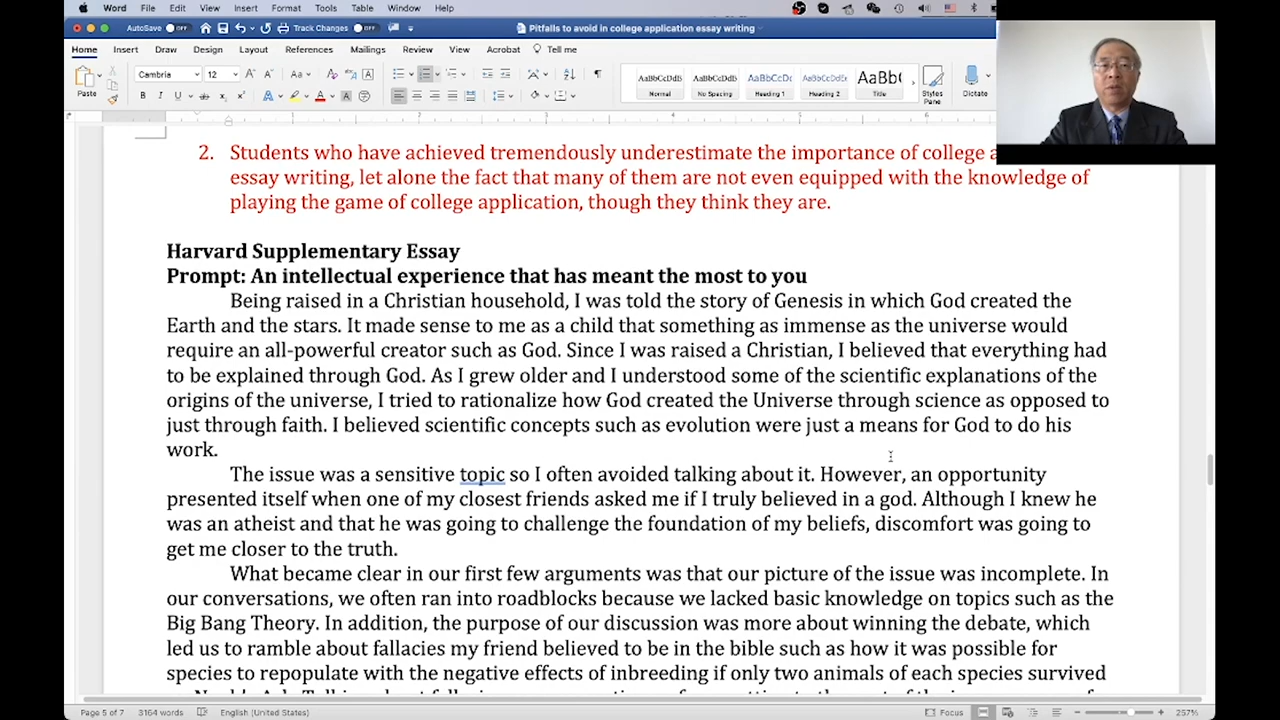 Word File Edit View Insert Format Tools Table Window Help
AutoSave OFF Track Changes OFF Pitfalls to avoid in college application essay writing
Home Insert Draw Design Layout References Mailings Review View Acrobat Tell me
Paste Cambria 12 Aa AaBbCcDdE Normal AaBbCcDdE No Spacing AaBbCcDc Heading 1 AaBbCcDdEe Heading 2 AaBb( Title Styles Pane Dictate
2. Students who have achieved tremendously underestimate the importance of college
essay writing, let alone the fact that many of them are not even equipped with the knowledge of
playing the game of college application, though they think they are.
Harvard Supplementary Essay
Prompt: An intellectual experience that has meant the most to you
Being raised in a Christian household, I was told the story of Genesis in which God created the
Earth and the stars. It made sense to me as a child that something as immense as the universe would
require an all-powerful creator such as God. Since I was raised a Christian, I believed that everything had
to be explained through God. As I grew older and I understood some of the scientific explanations of the
origins of the universe, I tried to rationalize how God created the Universe through science as opposed to
just through faith. I believed scientific concepts such as evolution were just a means for God to do his
work.
The issue was a sensitive topic so I often avoided talking about it. However, an opportunity
presented itself when one of my closest friends asked me if I truly believed in a god. Although I knew he
was an atheist and that he was going to challenge the foundation of my beliefs, discomfort was going to
get me closer to the truth.
What became clear in our first few arguments was that our picture of the issue was incomplete. In
our conversations, we often ran into roadblocks because we lacked basic knowledge on topics such as the
Big Bang Theory. In addition, the purpose of our discussion was more about winning the debate, which
led us to ramble about fallacies my friend believed to be in the bible such as how it was possible for
species to repopulate with the negative effects of inbreeding if only two animals of each species survived
Page 5 of 7 3164 words English (United States) Focus 257%